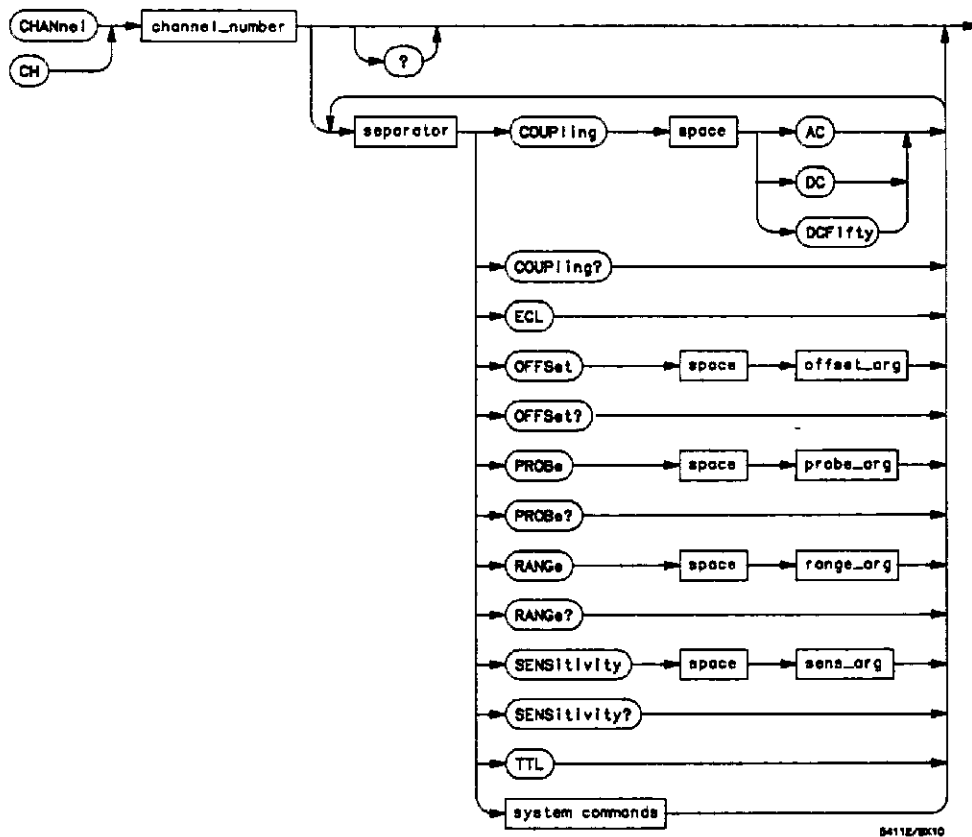 CHANnel channel_number
CH ?
separator COUPling space AC
DC
DCFIfty
COUPling?
ECL
OFFSet space offset_arg
OFFSet?
PROBe space probe_arg
PROBe?
RANGe space range_arg
RANGe?
SENSitivity space sens_arg
SENSitivity?
TTL
system commands